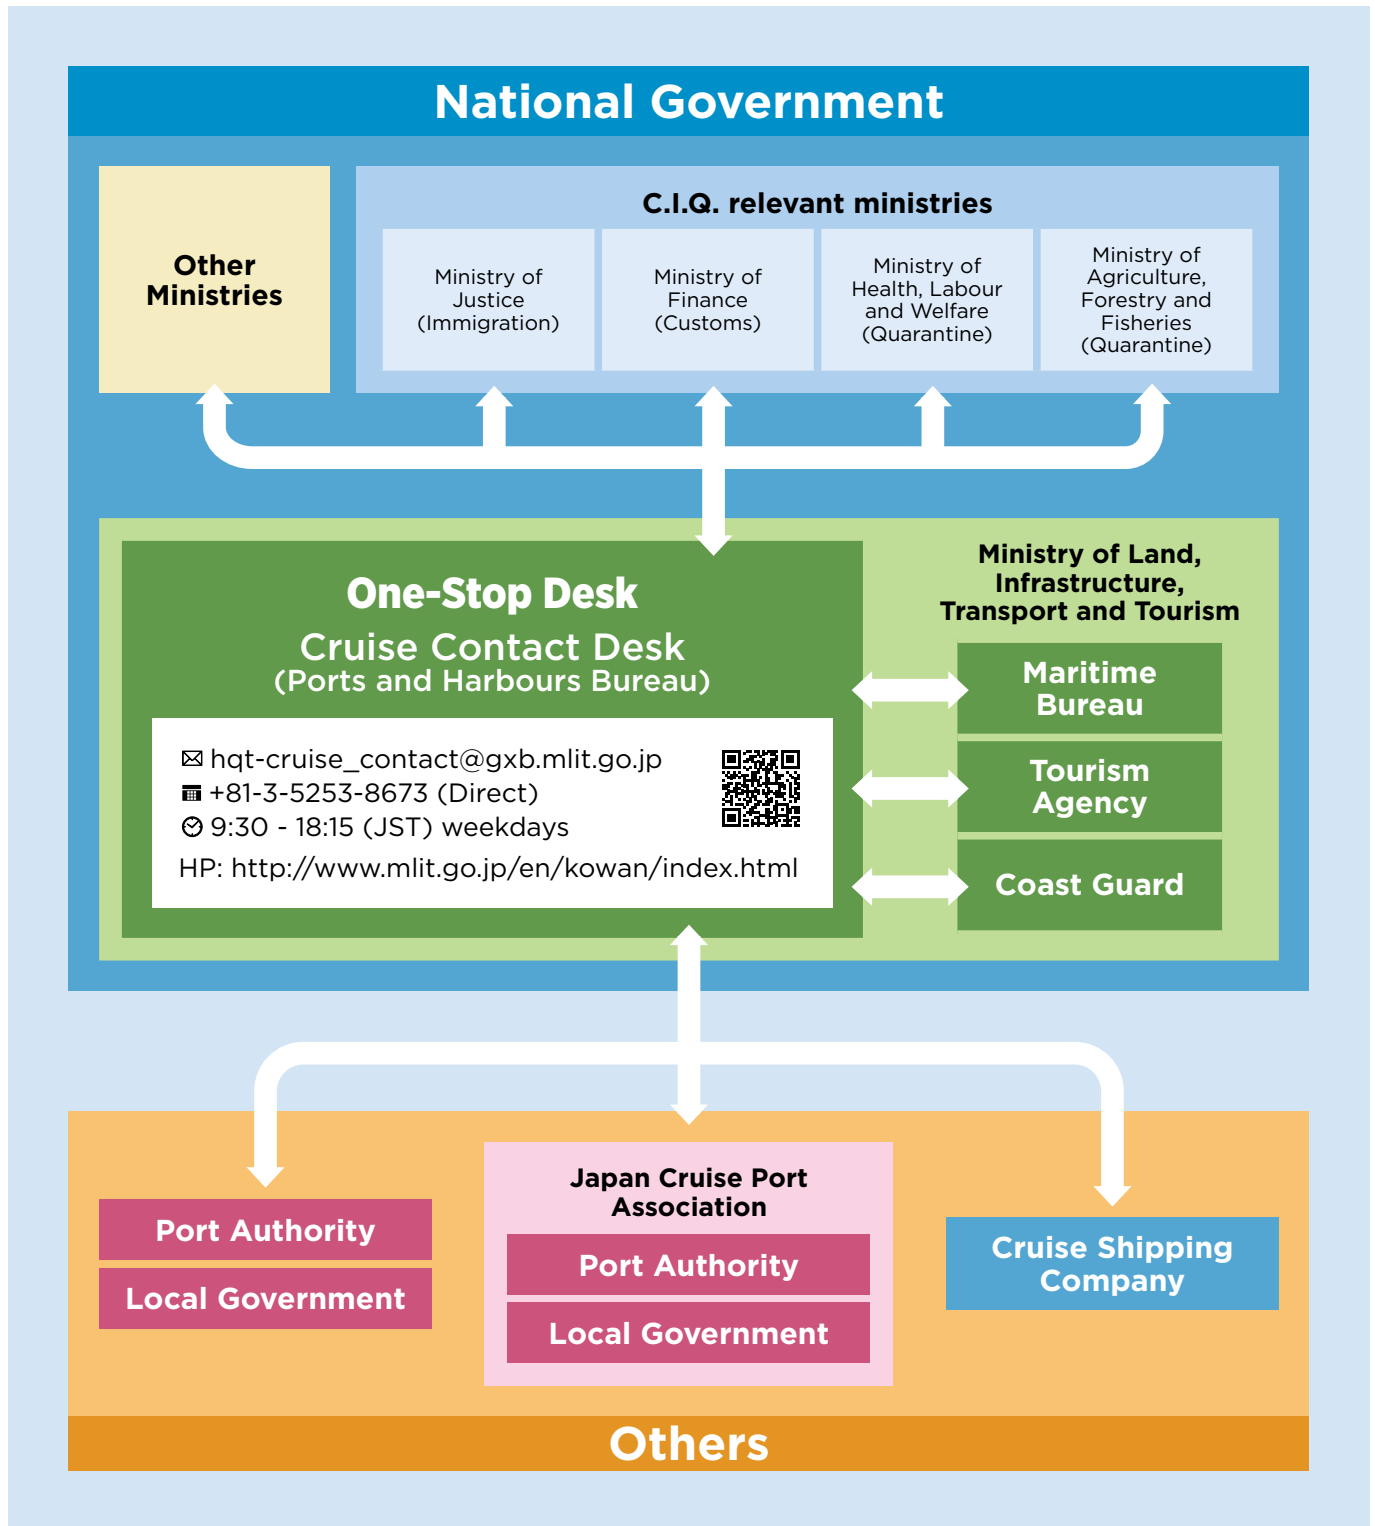 National Government
Other
Ministries
C.I.Q. relevant ministries
Ministry of
Justice
(Immigration)
Ministry of
Finance
(Customs)
Ministry of
Health, Labour
and Welfare
(Quarantine)
Ministry of
Agriculture,
Forestry and
Fisheries
(Quarantine)
One-Stop Desk
Cruise Contact Desk
(Ports and Harbours Bureau)
hqt-cruise_contact@gxb.mlit.go.jp
+81-3-5253-8673 (Direct)
9:30 - 18:15 (JST) weekdays
HP: http://www.mlit.go.jp/en/kowan/index.html
Ministry of Land,
Infrastructure,
Transport and Tourism
Maritime
Bureau
Tourism
Agency
Coast Guard
Port Authority
Local Government
Japan Cruise Port
Association
Port Authority
Local Government
Cruise Shipping
Company
Others